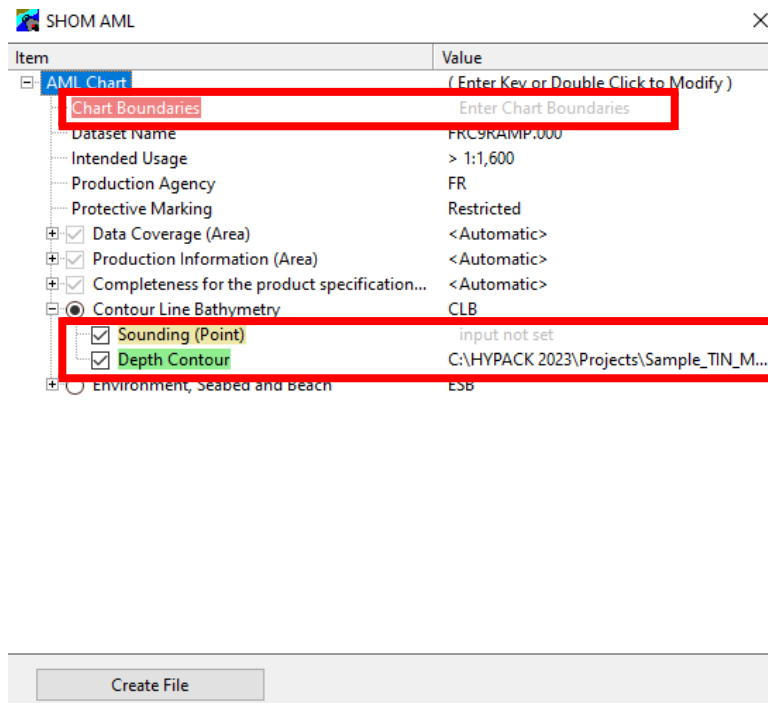 SHOM AML
Item Value
AML Chart ( Enter Key or Double Click to Modify )
Chart Boundaries Enter Chart Boundaries
Dataset Name FRC9RAMP.000
Intended Usage > 1:1,600
Production Agency FR
Protective Marking Restricted
Data Coverage (Area) <Automatic>
Production Information (Area) <Automatic>
Completeness for the product specification... <Automatic>
Contour Line Bathymetry CLB
Sounding (Point) input not set
Depth Contour C:\HYPACK 2023\Projects\Sample_TIN_M...
Environment, Seabed and Beach ESB
Create File